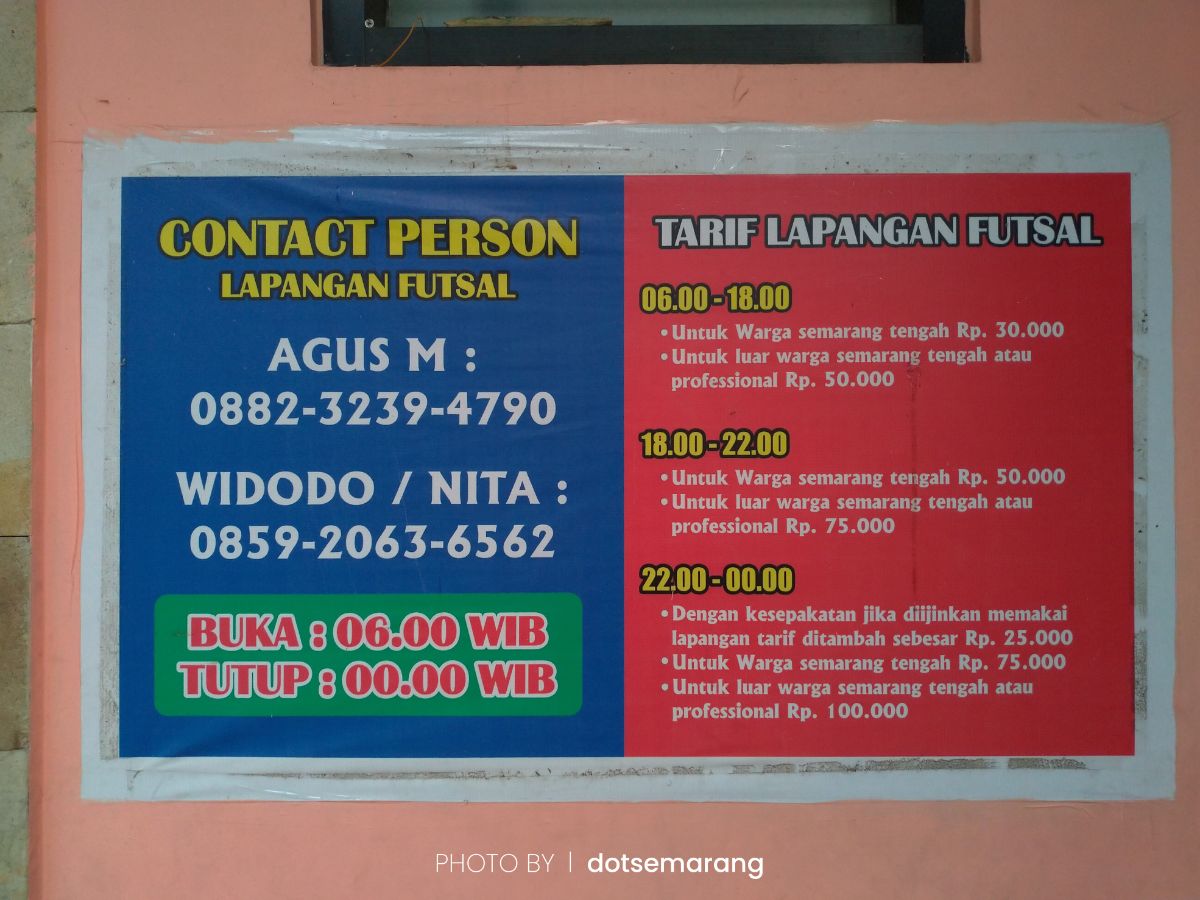 CONTACT PERSON
LAPANGAN FUTSAL
AGUS M :
0882-3239-4790
WIDODO / NITA :
0859-2063-6562
BUKA : 06.00 WIB
TUTUP : 00.00 WIB
TARIF LAPANGAN FUTSAL
06.00 - 18.00
• Untuk Warga semarang tengah Rp. 30.000
• Untuk luar warga semarang tengah atau
professional Rp. 50.000
18.00 - 22.00
• Untuk Warga semarang tengah Rp. 50.000
• Untuk luar warga semarang tengah atau
professional Rp. 75.000
22.00 - 00.00
• Dengan kesepakatan jika diijinkan memakai
lapangan tarif ditambah sebesar Rp. 25.000
• Untuk Warga semarang tengah Rp. 75.000
• Untuk luar warga semarang tengah atau
professional Rp. 100.000
PHOTO BY | dotsemarang